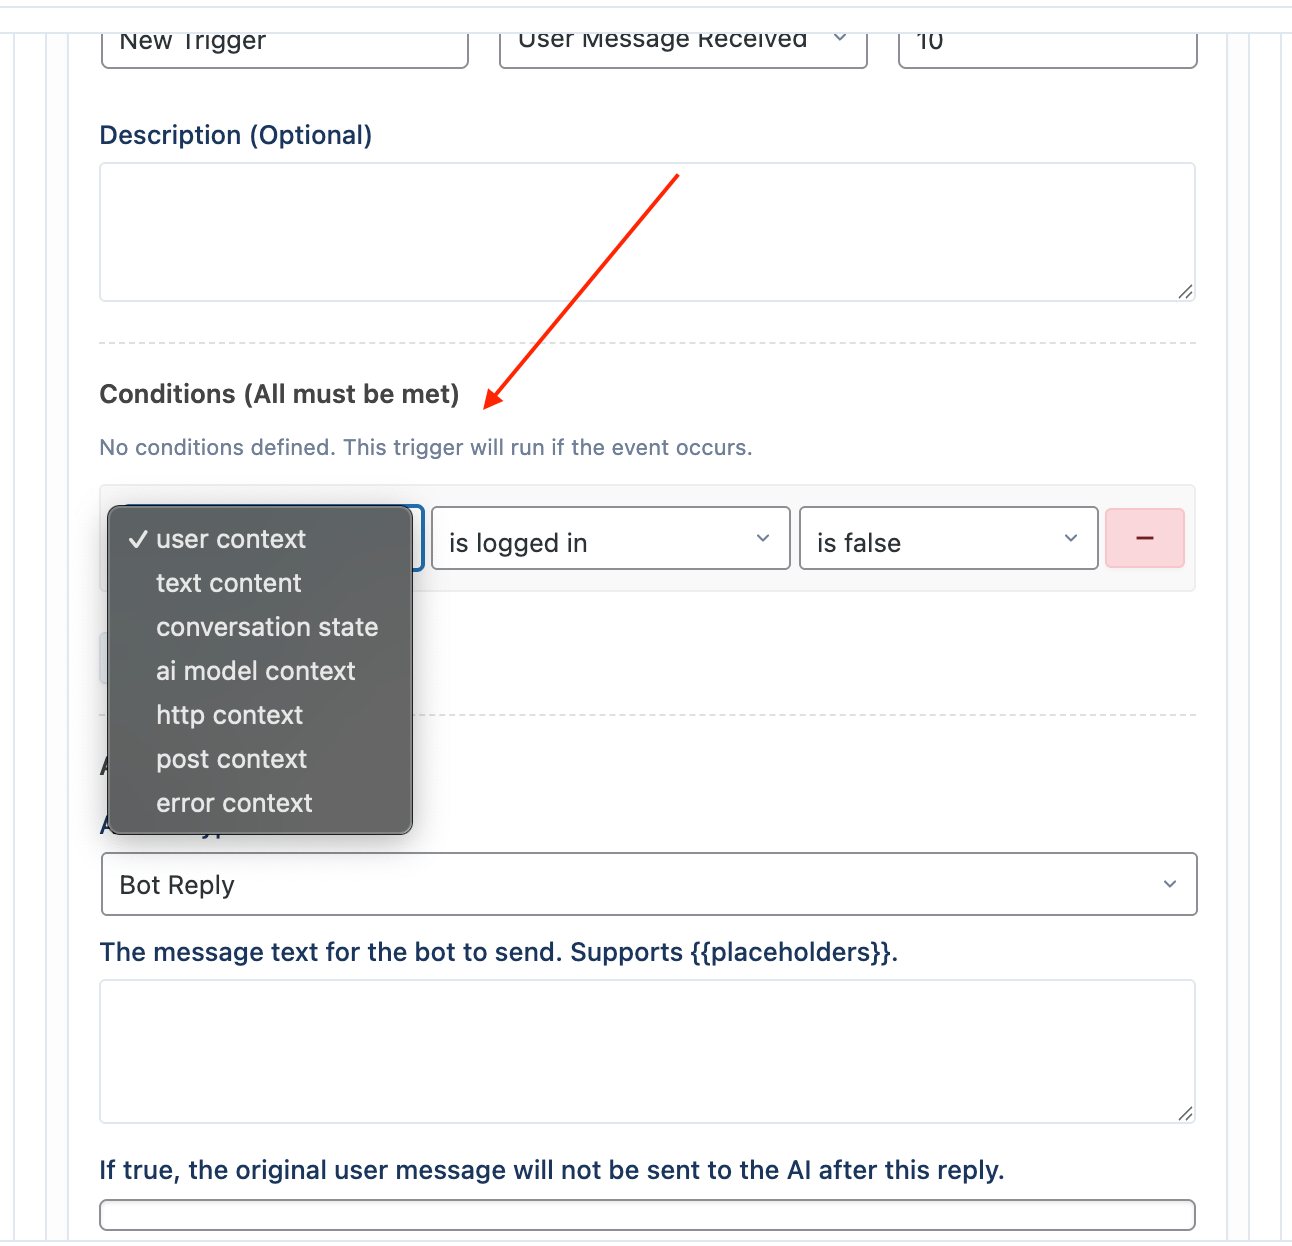 New Trigger
User Message Received
10
Description (Optional)
Conditions (All must be met)
No conditions defined. This trigger will run if the event occurs.
user context
text content
conversation state
ai model context
http context
post context
error context
is logged in
is false
Bot Reply
The message text for the bot to send. Supports {{placeholders}}.
If true, the original user message will not be sent to the AI after this reply.